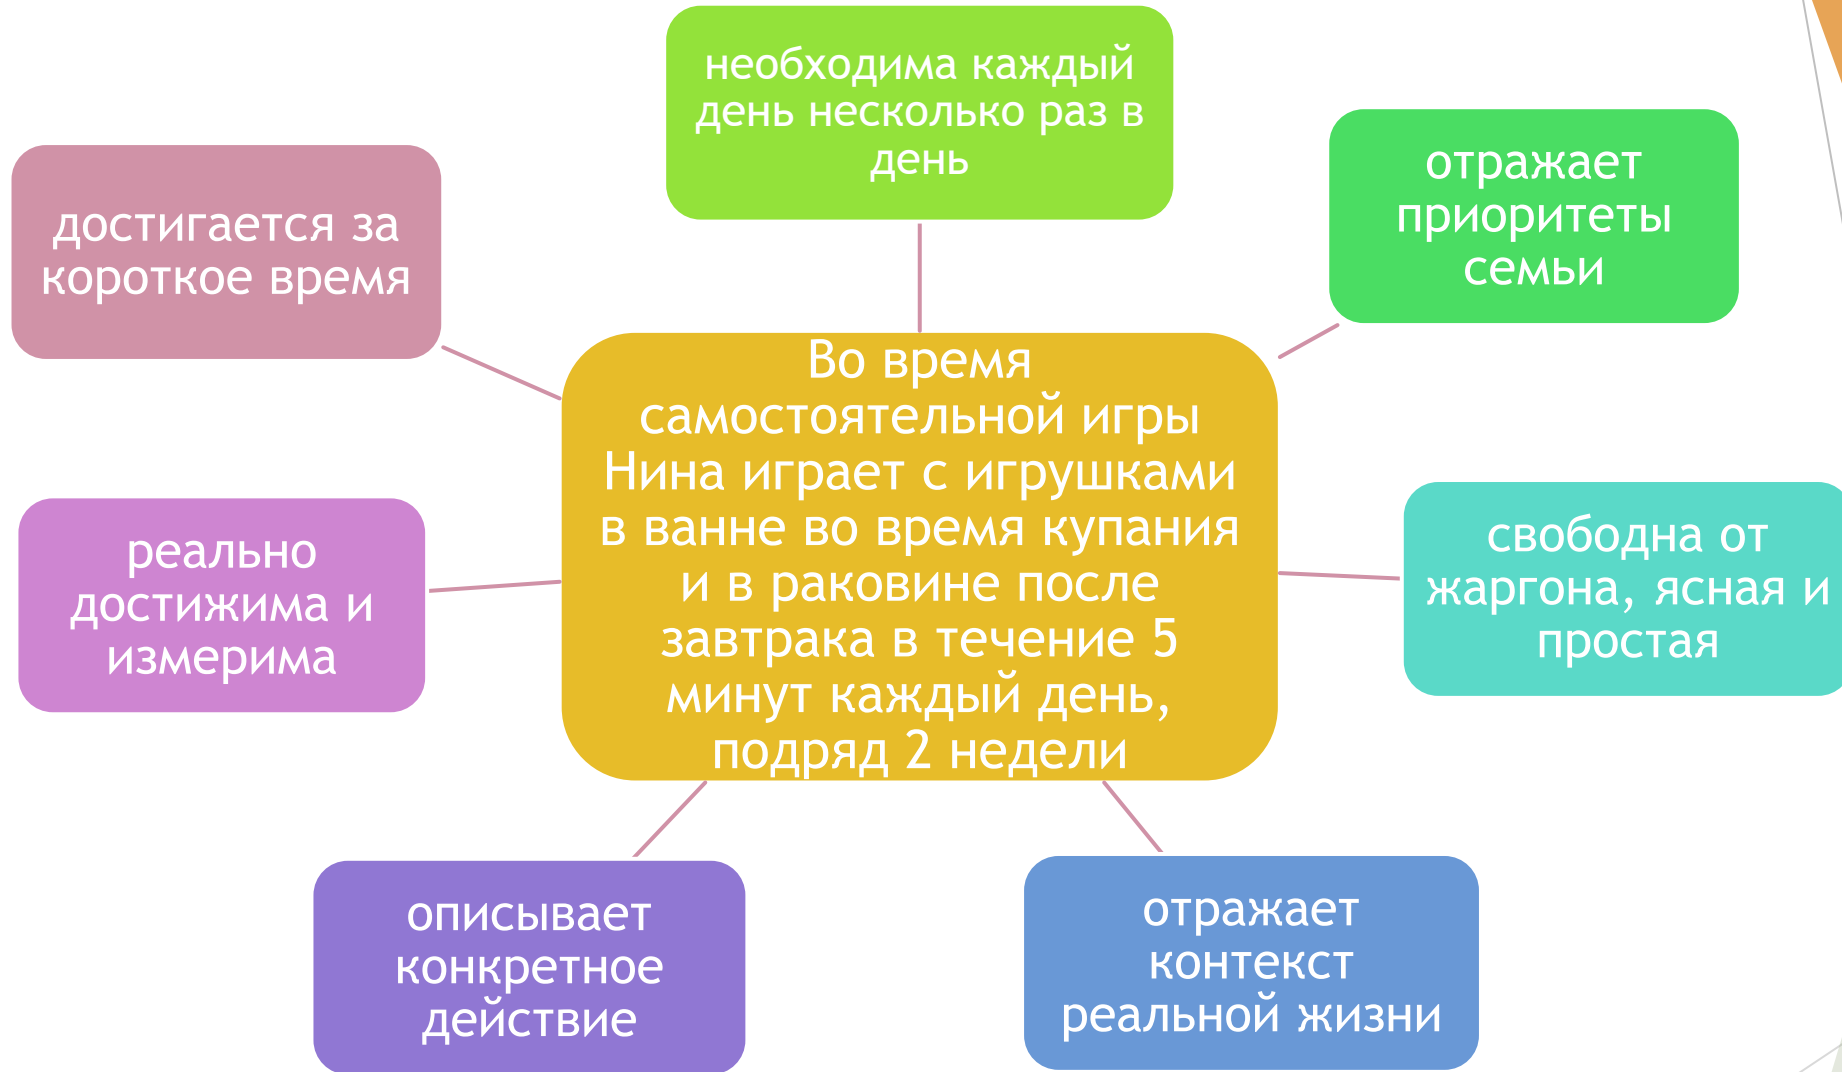 необходима каждый
день несколько раз в
день
отражает
приоритеты
семьи
достигается за
короткое время
Во время
самостоятельной игры
Нина играет с игрушками
в ванне во время купания
и в раковине после
завтрака в течение 5
минут каждый день,
подряд 2 недели
свободна от
жаргона, ясная и
простая
реально
достижима и
измерима
отражает
контекст
реальной жизни
описывает
конкретное
действие